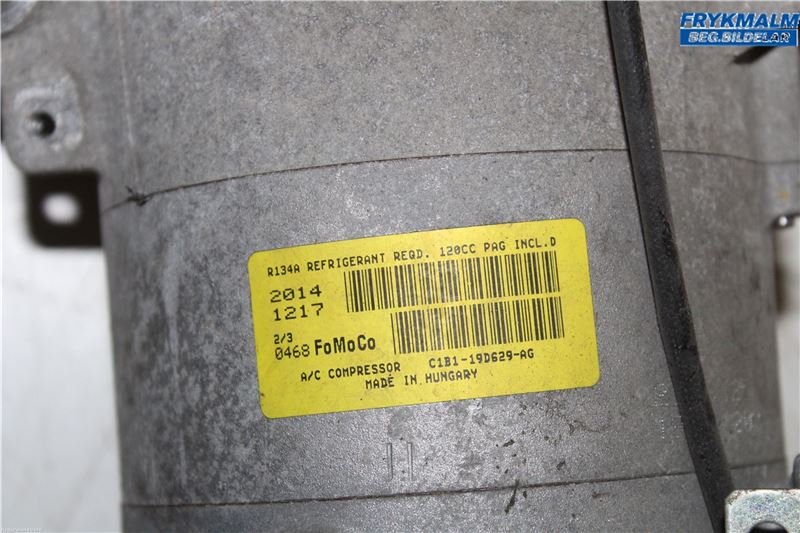 FRYKMALM
BEG.BILDELAR
R134A REFRIGERANT REQD. 120CC PAG INCL.D
2014
1217
2/3
0468 FoMoCo
A/C COMPRESSOR C1B1-19D629-AG
MADE IN HUNGARY